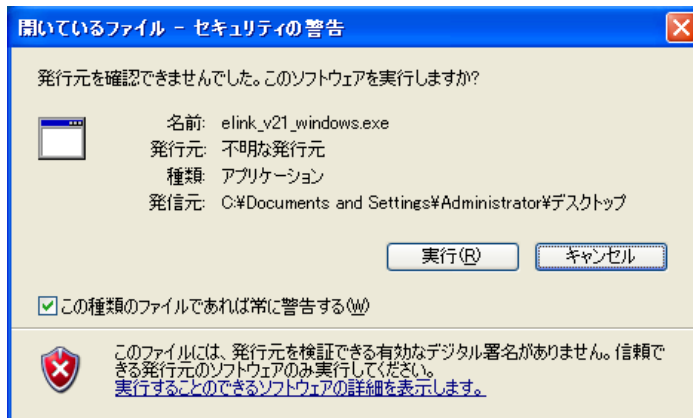 開いているファイル - セキュリティの警告
発行元を確認できませんでした。このソフトウェアを実行しますか?
名前: elink_v21_windows.exe
発行元: 不明な発行元
種類: アプリケーション
発信元: C:¥Documents and Settings¥Administrator¥デスクトップ
実行(R) キャンセル
この種類のファイルであれば常に警告する(W)
このファイルには、発行元を検証できる有効なデジタル署名がありません。信頼で
きる発行元のソフトウェアのみ実行してください。
実行することのできるソフトウェアの詳細を表示します。